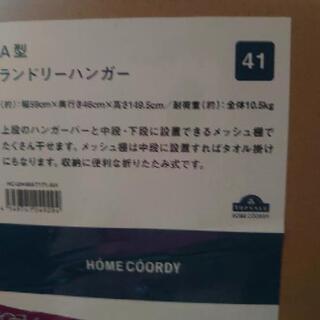 A型
ランドリーハンガー
41
(約):幅59cm×奥行き46cm×高さ149.5cm/耐荷重(約):全体10.5kg
上段のハンガーバーと中段・下段に設置できるメッシュ棚で
たくさん干せます。メッシュ棚は中段に設置すればタオル掛け
にもなります。収納に便利な折りたたみ式です。
TOPVALU
HOME COORDY
HÓME CÓORDY